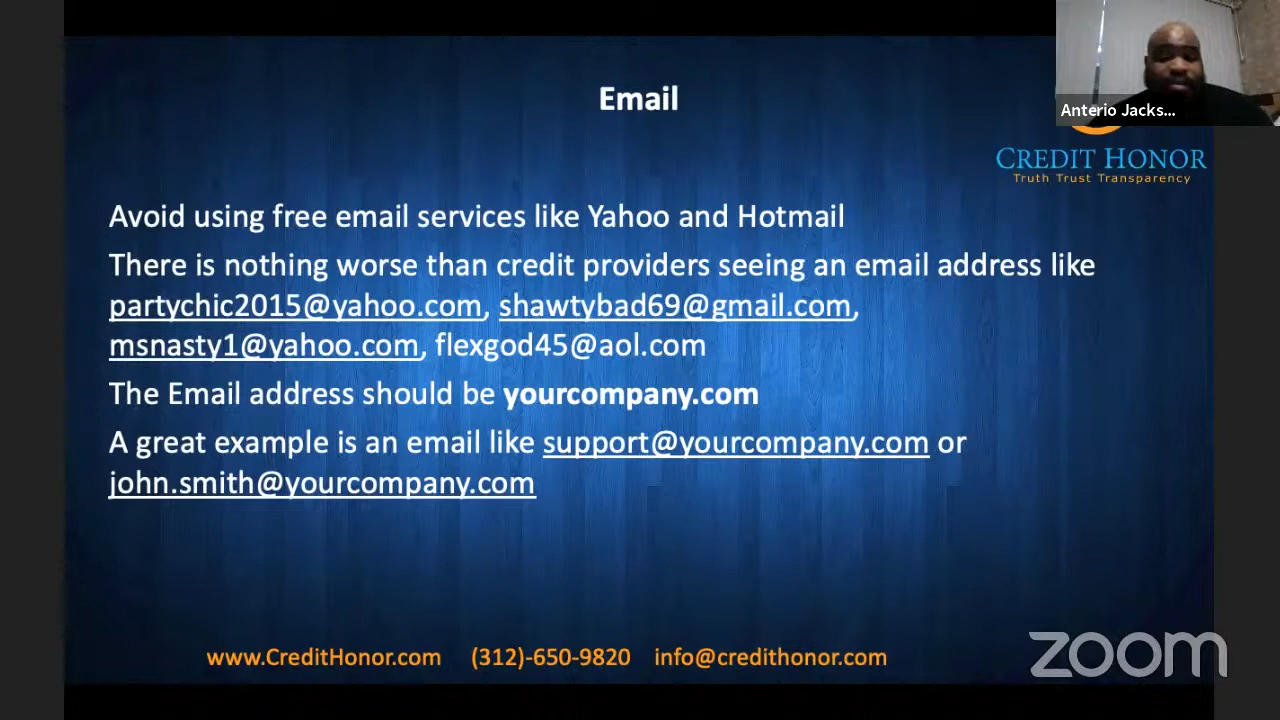 Email
Anterio Jacks...
CREDIT HONOR
Truth Trust Transparency
Avoid using free email services like Yahoo and Hotmail
There is nothing worse than credit providers seeing an email address like
partychic2015@yahoo.com, shawtybad69@gmail.com,
msnasty1@yahoo.com, flexgod45@aol.com
The Email address should be yourcompany.com
A great example is an email like support@yourcompany.com or
john.smith@yourcompany.com
www.CreditHonor.com (312)-650-9820 info@credithonor.com
zoom